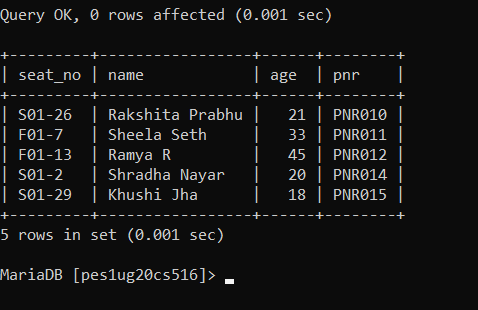 Query OK, 0 rows affected (0.001 sec)

+---------+-----------------+------+--------+
| seat_no | name            | age  | pnr    |
+---------+-----------------+------+--------+
| S01-26  | Rakshita Prabhu |   21 | PNR010 |
| F01-7   | Sheela Seth     |   33 | PNR011 |
| F01-13  | Ramya R         |   45 | PNR012 |
| S01-2   | Shradha Nayar   |   20 | PNR014 |
| S01-29  | Khushi Jha      |   18 | PNR015 |
+---------+-----------------+------+--------+
5 rows in set (0.001 sec)

MariaDB [pes1ug20cs516]> _